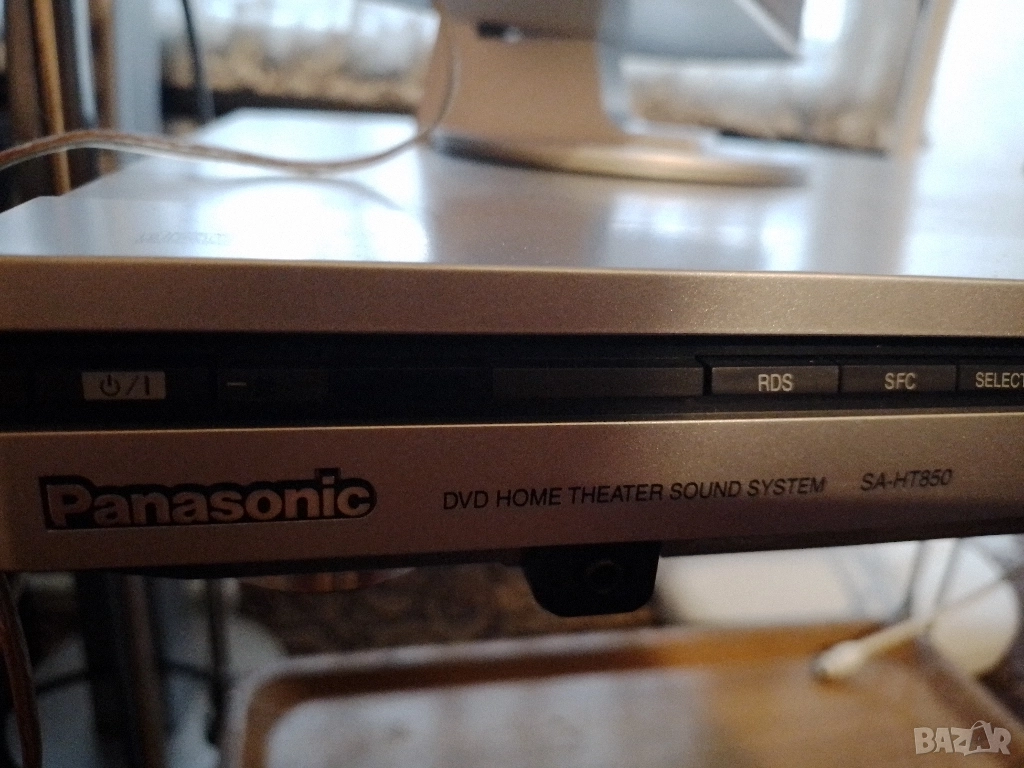 ⏻/I
RDS SFC SELECT
Panasonic DVD HOME THEATER SOUND SYSTEM SA-HT850
BAZAR